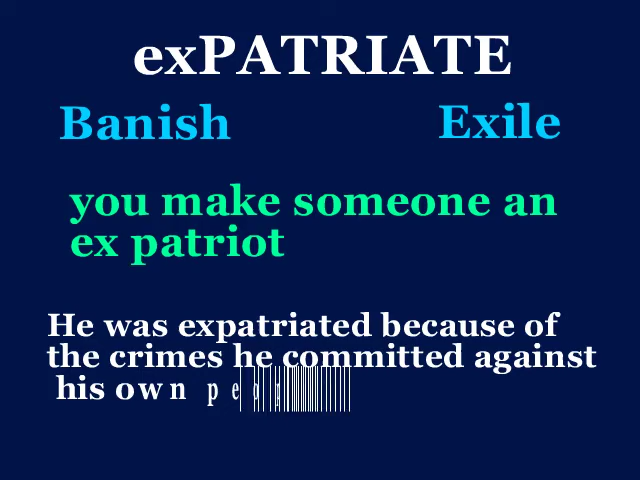 exPATRIATE
Banish Exile
you make someone an
ex patriot
He was expatriated because of
the crimes he committed against
his own